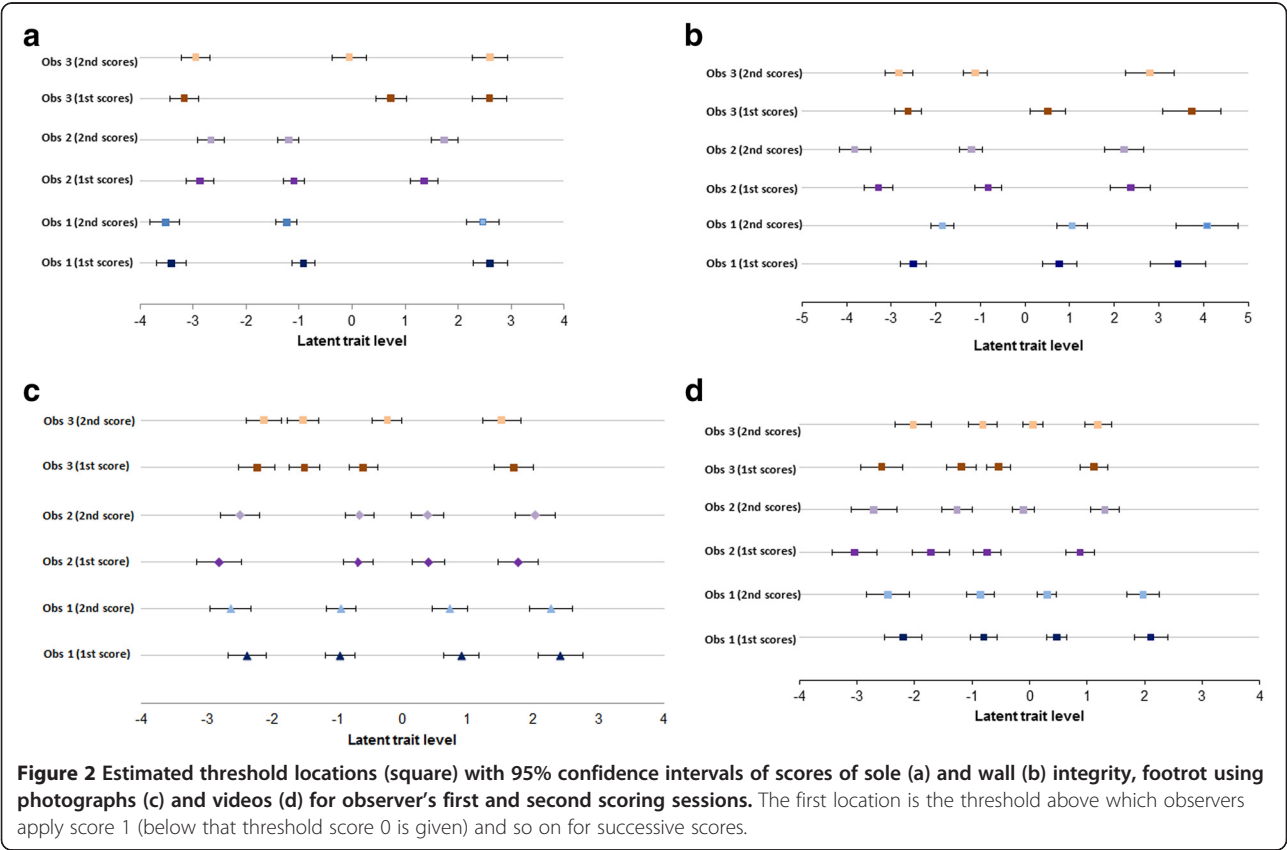 a
Obs 3 (2nd scores)
Obs 3 (1st scores)
Obs 2 (2nd scores)
Obs 2 (1st scores)
Obs 1 (2nd scores)
Obs 1 (1st scores)
-4 -3 -2 -1 0 1 2 3 4
Latent trait level
b
Obs 3 (2nd scores)
Obs 3 (1st scores)
Obs 2 (2nd scores)
Obs 2 (1st scores)
Obs 1 (2nd scores)
Obs 1 (1st scores)
-5 -4 -3 -2 -1 0 1 2 3 4 5
Latent trait level
c
Obs 3 (2nd score)
Obs 3 (1st score)
Obs 2 (2nd score)
Obs 2 (1st score)
Obs 1 (2nd score)
Obs 1 (1st score)
-4 -3 -2 -1 0 1 2 3 4
Latent trait level
d
Obs 3 (2nd scores)
Obs 3 (1st scores)
Obs 2 (2nd scores)
Obs 2 (1st scores)
Obs 1 (2nd scores)
Obs 1 (1st scores)
-4 -3 -2 -1 0 1 2 3 4
Latent trait level
Figure 2 Estimated threshold locations (square) with 95% confidence intervals of scores of sole (a) and wall (b) integrity, footrot using
photographs (c) and videos (d) for observer's first and second scoring sessions. The first location is the threshold above which observers
apply score 1 (below that threshold score 0 is given) and so on for successive scores.